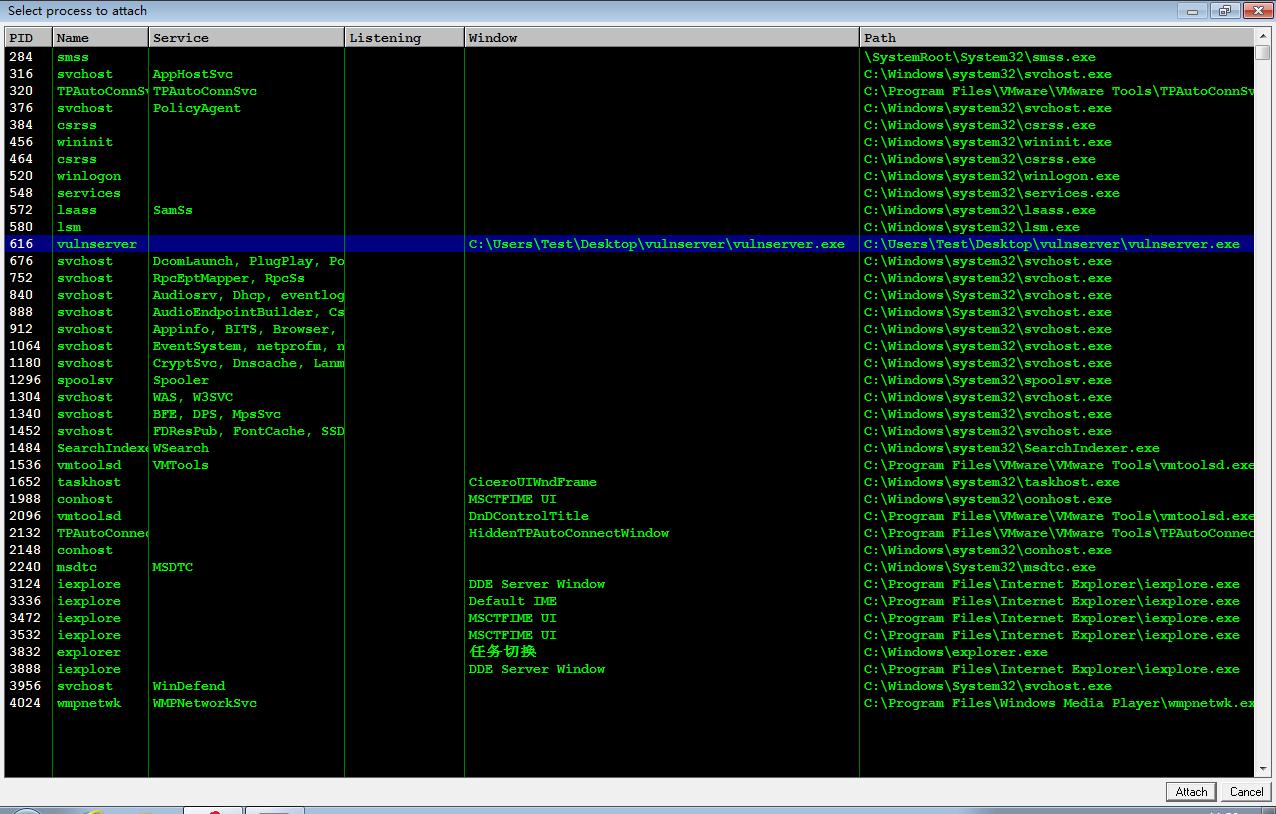 Select process to attach
PID Name Service Listening Window Path
284 smss \SystemRoot\System32\smss.exe
316 svchost AppHostSvc C:\Windows\system32\svchost.exe
320 TPAutoConnSv TPAutoConnSvc C:\Program Files\VMware\VMware Tools\TPAutoConnSv
376 svchost PolicyAgent C:\Windows\system32\svchost.exe
384 csrss C:\Windows\system32\csrss.exe
456 wininit C:\Windows\system32\wininit.exe
464 csrss C:\Windows\system32\csrss.exe
520 winlogon C:\Windows\system32\winlogon.exe
548 services C:\Windows\system32\services.exe
572 lsass SamSs C:\Windows\system32\lsass.exe
580 lsm C:\Windows\system32\lsm.exe
616 vulnserver C:\Users\Test\Desktop\vulnserver\vulnserver.exe C:\Users\Test\Desktop\vulnserver\vulnserver.exe
676 svchost DcomLaunch, PlugPlay, Po C:\Windows\system32\svchost.exe
752 svchost RpcEptMapper, RpcSs C:\Windows\system32\svchost.exe
840 svchost Audiosrv, Dhcp, eventlog C:\Windows\System32\svchost.exe
888 svchost AudioEndpointBuilder, Cs C:\Windows\System32\svchost.exe
912 svchost Appinfo, BITS, Browser, C:\Windows\system32\svchost.exe
1064 svchost EventSystem, netprofm, n C:\Windows\system32\svchost.exe
1180 svchost CryptSvc, Dnscache, Lanm C:\Windows\system32\svchost.exe
1296 spoolsv Spooler C:\Windows\System32\spoolsv.exe
1304 svchost WAS, W3SVC C:\Windows\system32\svchost.exe
1340 svchost BFE, DPS, MpsSvc C:\Windows\system32\svchost.exe
1452 svchost FDResPub, FontCache, SSD C:\Windows\system32\svchost.exe
1484 SearchIndexe WSearch C:\Windows\system32\SearchIndexer.exe
1536 vmtoolsd VMTools C:\Program Files\VMware\VMware Tools\vmtoolsd.exe
1652 taskhost CiceroUIWndFrame C:\Windows\system32\taskhost.exe
1988 conhost MSCTFIME UI C:\Windows\system32\conhost.exe
2096 vmtoolsd DnDControlTitle C:\Program Files\VMware\VMware Tools\vmtoolsd.exe
2132 TPAutoConnec HiddenTPAutoConnectWindow C:\Program Files\VMware\VMware Tools\TPAutoConnec
2148 conhost C:\Windows\system32\conhost.exe
2240 msdtc MSDTC C:\Windows\System32\msdtc.exe
3124 iexplore DDE Server Window C:\Program Files\Internet Explorer\iexplore.exe
3336 iexplore Default IME C:\Program Files\Internet Explorer\iexplore.exe
3472 iexplore MSCTFIME UI C:\Program Files\Internet Explorer\iexplore.exe
3532 iexplore MSCTFIME UI C:\Program Files\Internet Explorer\iexplore.exe
3832 explorer 任务切换 C:\Windows\explorer.exe
3888 iexplore DDE Server Window C:\Program Files\Internet Explorer\iexplore.exe
3956 svchost WinDefend C:\Windows\System32\svchost.exe
4024 wmpnetwk WMPNetworkSvc C:\Program Files\Windows Media Player\wmpnetwk.ex
Attach Cancel